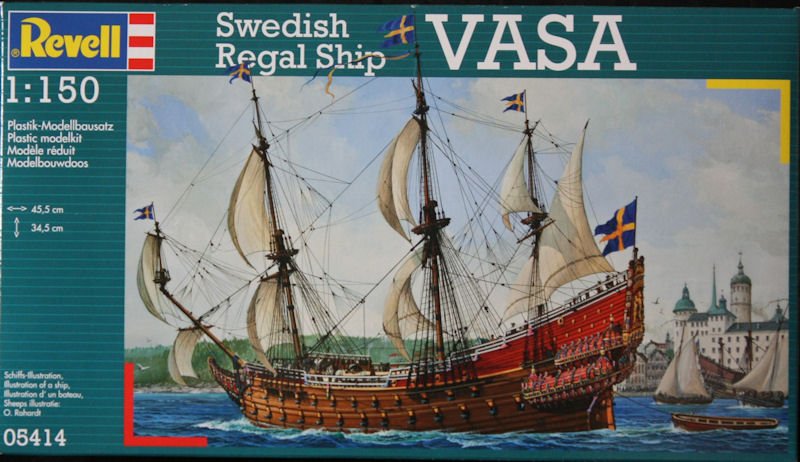 Revell
®
Swedish
Regal Ship
VASA
1:150
Plastik-Modellbausatz
Plastic modelkit
Modèle réduit
Modelbouwdoos
45,5 cm
34,5 cm
Schiffs-Illustration,
Illustration of a ship,
Illustration d' un bateau,
Sheeps illustratie:
O. Rahardt
05414